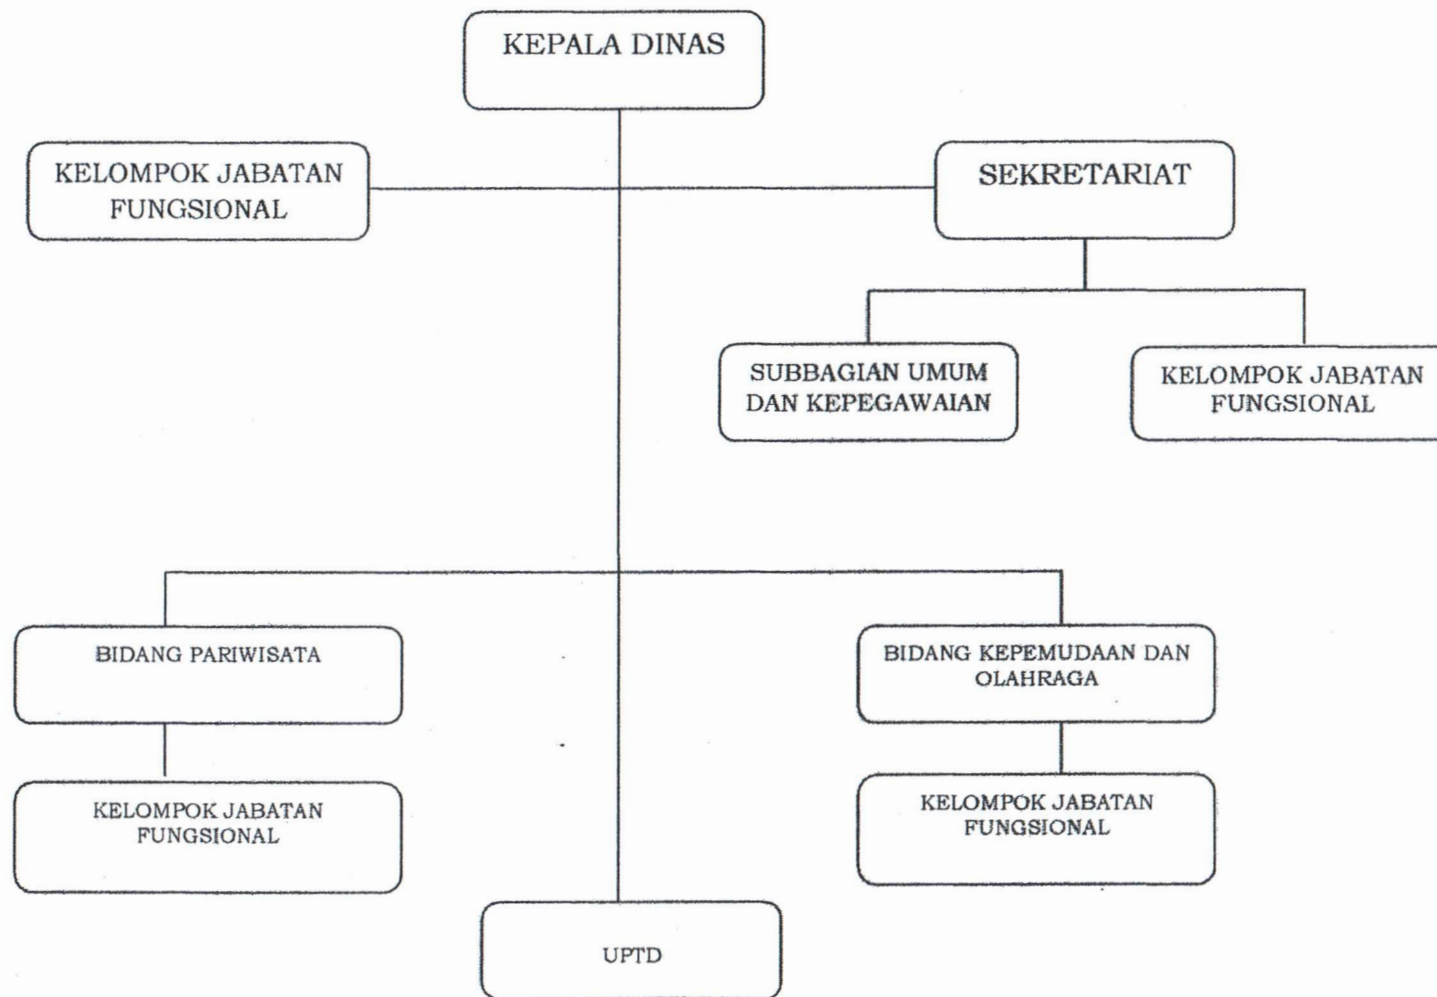 KEPALA DINAS
KELOMPOK JABATAN
FUNGSIONAL
SEKRETARIAT
SUBBAGIAN UMUM
DAN KEPEGAWAIAN
KELOMPOK JABATAN
FUNGSIONAL
BIDANG PARIWISATA
BIDANG KEPEMUDAAN DAN
OLAHRAGA
KELOMPOK JABATAN
FUNGSIONAL
KELOMPOK JABATAN
FUNGSIONAL
UPTD